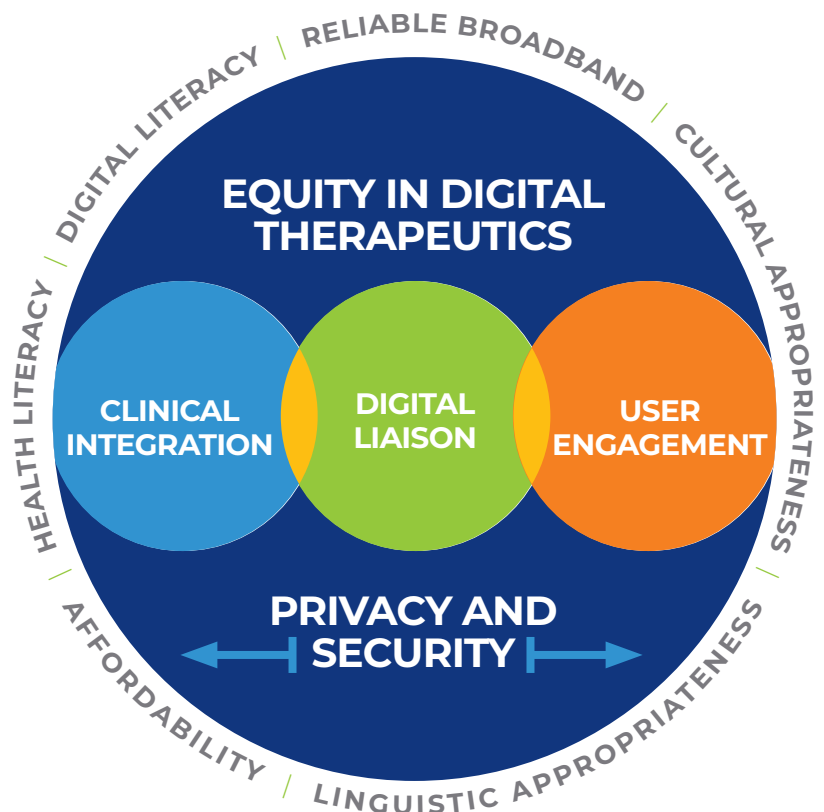 HEALTH LITERACY | DIGITAL LITERACY | RELIABLE BROADBAND | CULTURAL APPROPRIATENESS |
EQUITY IN DIGITAL
THERAPEUTICS
CLINICAL
INTEGRATION
DIGITAL
LIAISON
USER
ENGAGEMENT
PRIVACY AND
SECURITY
| AFFORDABILITY | LINGUISTIC APPROPRIATENESS